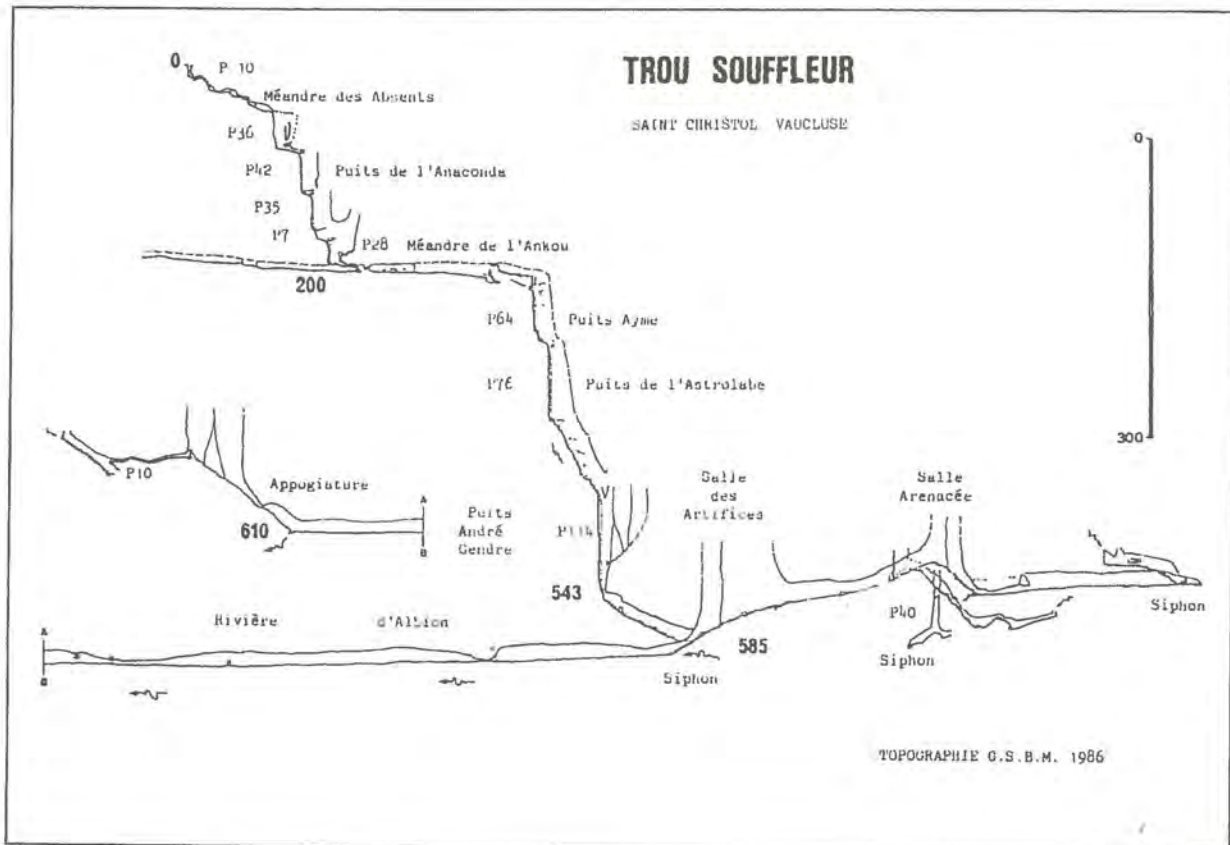 TROU SOUFFLEUR
SAINT CHRISTOL VAUCLUSE
0
P 10
Méandre des Absents
P36
P42
Puits de l'Anaconda
P35
P7
P28
Méandre de l'Ankou
200
P64
Puits Ayme
P76
Puits de l'Astrolabe
0
300
P10
Appogiature
610
A
B
Puits
André
Gendre
P114
543
Salle
des
Artifices
Salle
Arenacée
P40
Siphon
Siphon
585
Siphon
Rivière
d'Albion
A
B
TOPOGRAPHIE G.S.B.M. 1986